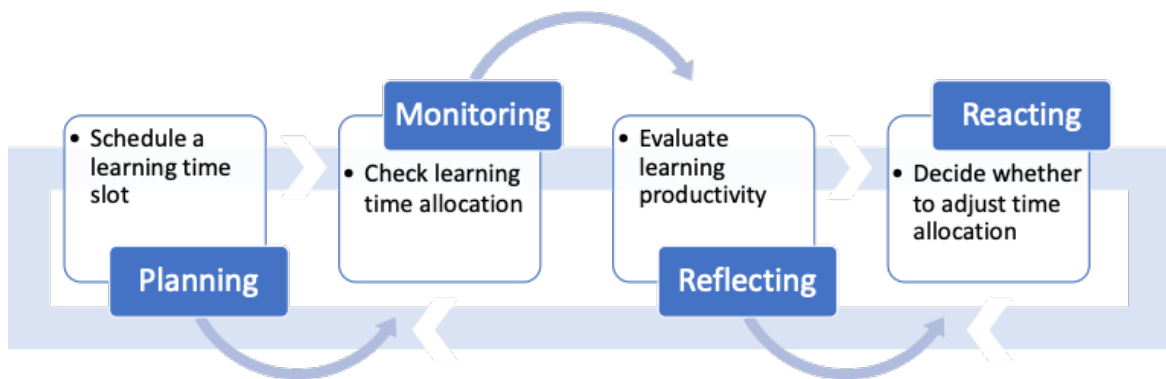 Planning
• Schedule a
learning time
slot
Monitoring
• Check learning
time allocation
Reflecting
• Evaluate
learning
productivity
Reacting
• Decide whether
to adjust time
allocation